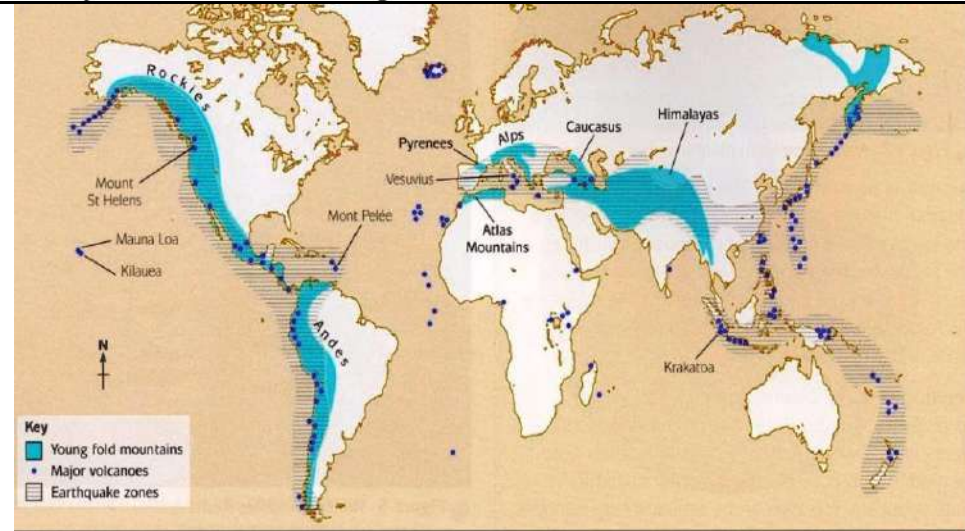 Rockies
Mount
St Helens
Mauna Loa
Kilauea
Mont Pelée
Pyrenees
Alps
Caucasus
Himalayas
Vesuvius
Atlas
Mountains
Andes
Krakatoa
N
Key
Young fold mountains
Major volcanoes
Earthquake zones